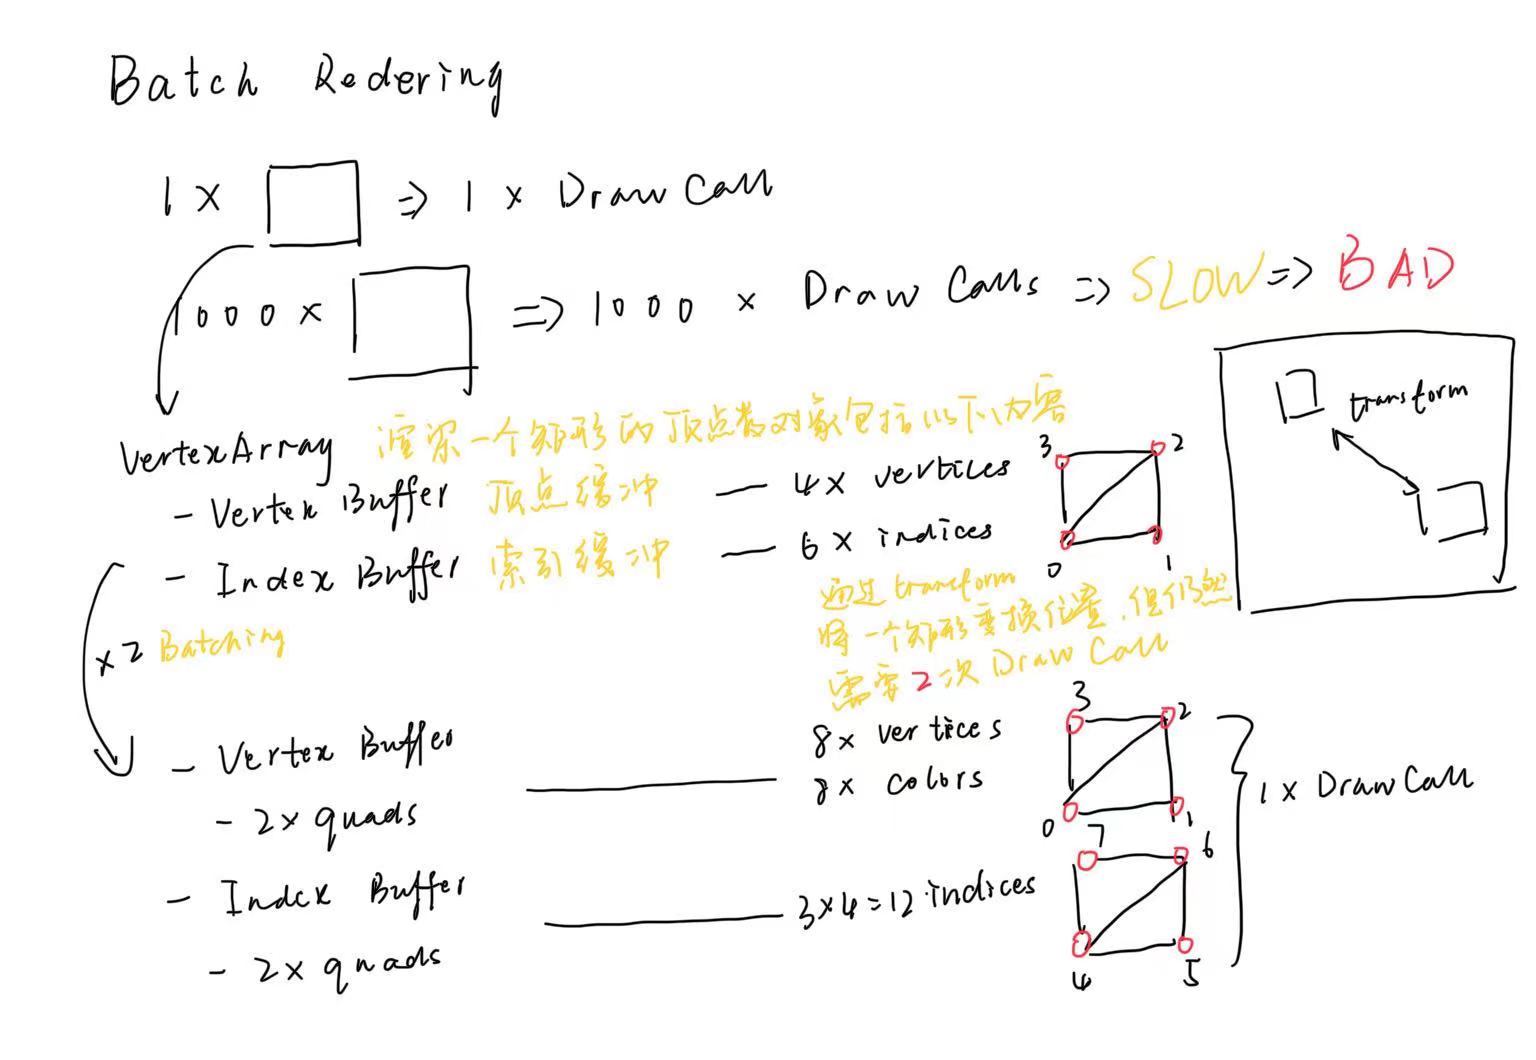 Batch Redering
1 × => 1 × Draw Call
1000 × => 1000 × Draw Calls => SLOW => BAD
transform
VertexArray 渲染一个矩形的顶点数对象包括以下内容
- Vertex Buffer 顶点缓冲 — 4× vertices
3 2
0 1
- Index Buffer 索引缓冲 — 6 × indices
通过 transform
将一个矩形变换位置，但仍然
需要2次 Draw Call
×2 Batching
- Vertex Buffer
8× vertices
8× colors
- 2× quads
3 2
0 1
1 × Draw Call
- Index Buffer
3×4=12 indices
- 2× quads
7 6
4 5